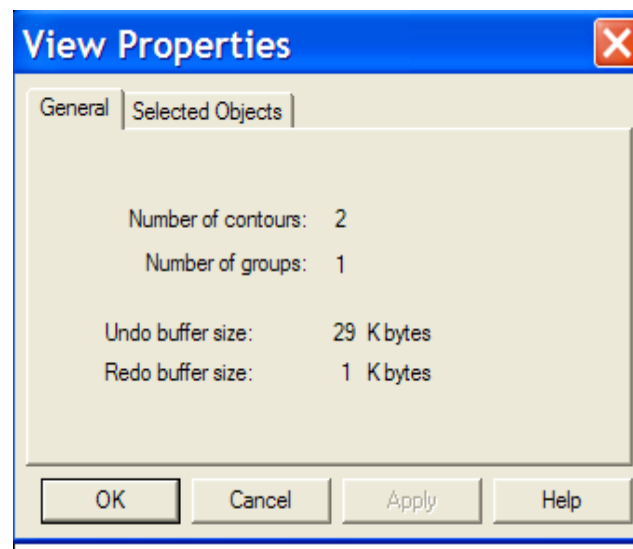 View Properties
General Selected Objects
Number of contours: 2
Number of groups: 1
Undo buffer size: 29 K bytes
Redo buffer size: 1 K bytes
OK Cancel Apply Help